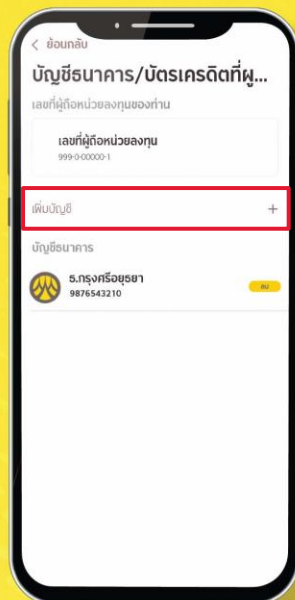 < ย้อนกลับ
บัญชีธนาคาร/บัตรเครดิตที่ผู...
เลขที่ผู้ถือหน่วยลงทุนของท่าน
เลขที่ผู้ถือหน่วยลงทุน
999-0-00000-1
เพิ่มบัญชี +
บัญชีธนาคาร
ธ.กรุงศรีอยุธยา
9876543210
ลบ